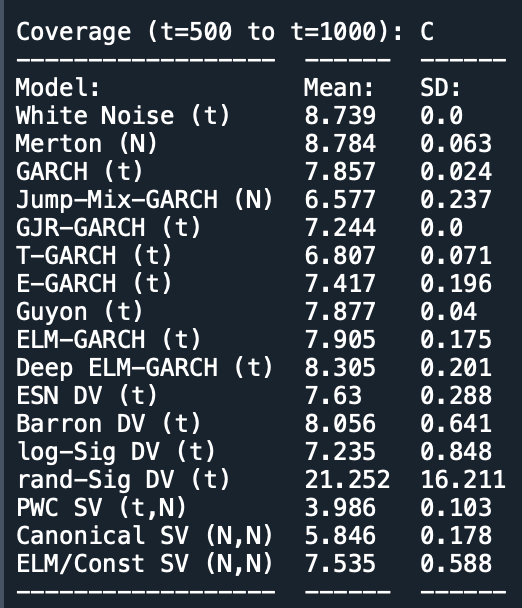 Coverage (t=500 to t=1000): C
------------------ ------ ------
Model: Mean: SD:
White Noise (t) 8.739 0.0
Merton (N) 8.784 0.063
GARCH (t) 7.857 0.024
Jump-Mix-GARCH (N) 6.577 0.237
GJR-GARCH (t) 7.244 0.0
T-GARCH (t) 6.807 0.071
E-GARCH (t) 7.417 0.196
Guyon (t) 7.877 0.04
ELM-GARCH (t) 7.905 0.175
Deep ELM-GARCH (t) 8.305 0.201
ESN DV (t) 7.63 0.288
Barron DV (t) 8.056 0.641
log-Sig DV (t) 7.235 0.848
rand-Sig DV (t) 21.252 16.211
PWC SV (t,N) 3.986 0.103
Canonical SV (N,N) 5.846 0.178
ELM/Const SV (N,N) 7.535 0.588
------------------ ------ ------